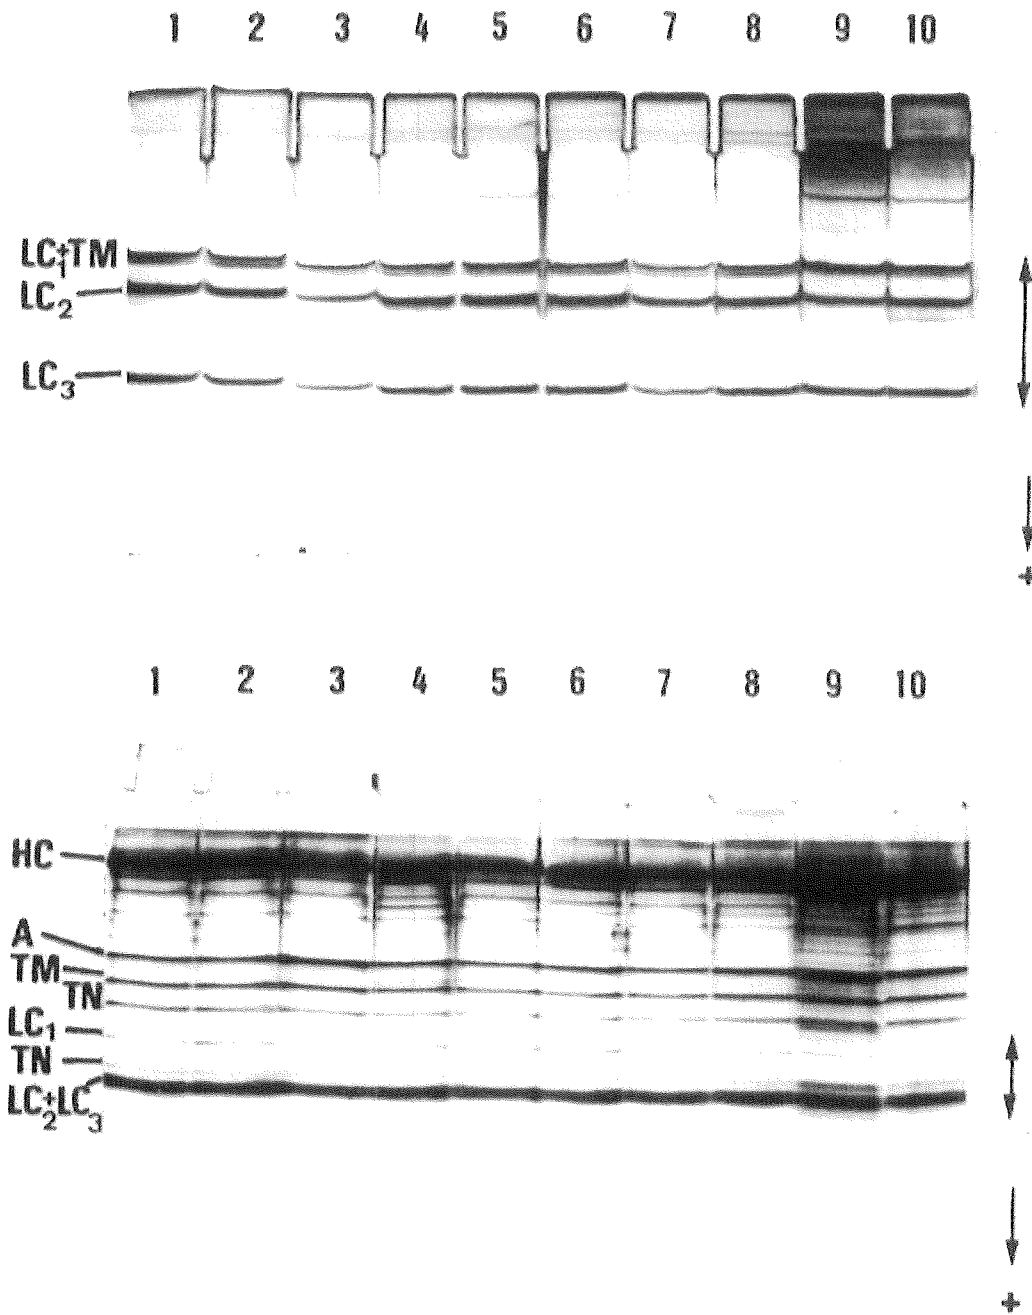 1 2 3 4 5 6 7 8 9 10
LC₁+TM
LC₂
LC₃
+
1 2 3 4 5 6 7 8 9 10
HC
A
TM
TN
LC₁
TN
LC₂+LC₃
+